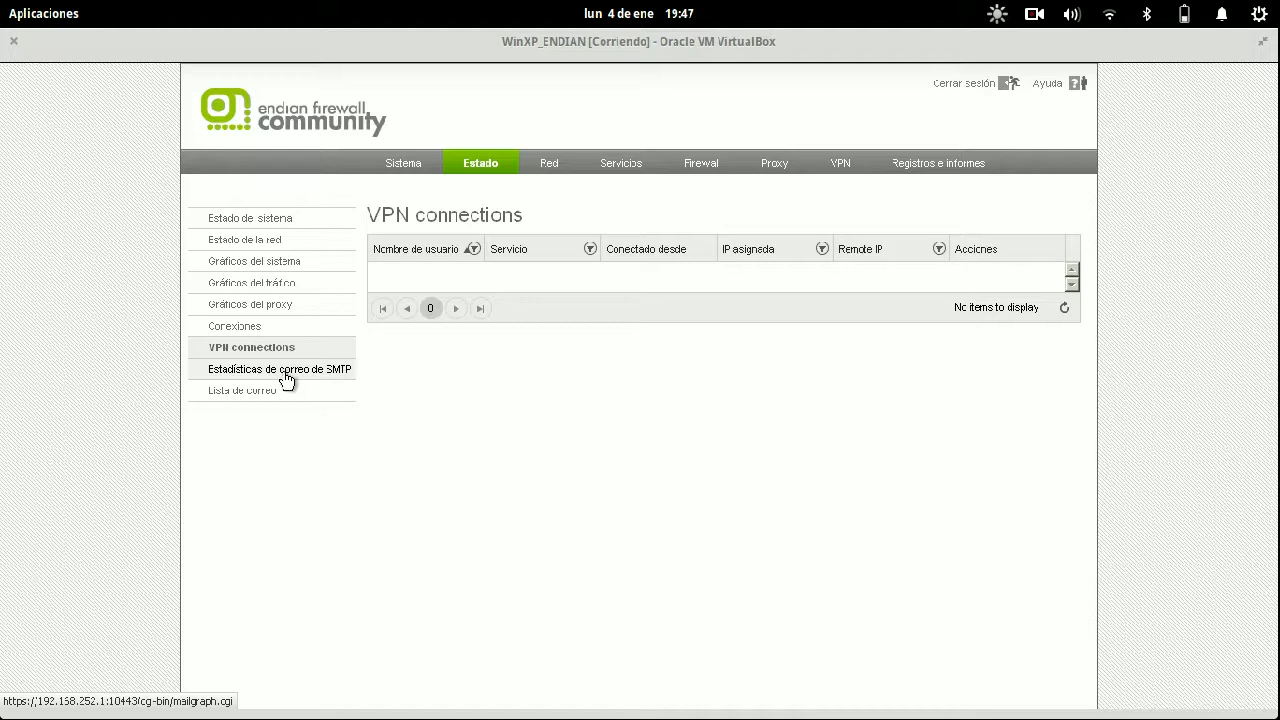 Aplicaciones
lun 4 de ene 19:47
WinXP_ENDIAN [Corriendo] - Oracle VM VirtualBox
Cerrar sesión
Ayuda
endian firewall
community
Sistema
Estado
Red
Servicios
Firewall
Proxy
VPN
Registros e informes
Estado de sistema
Estado de la red
Gráficos del sistema
Gráficos del tráfico
Gráficos del proxy
Conexiones
VPN connections
Estadísticas de correo de SMTP
Lista de correo
VPN connections
Nombre de usuario
Servicio
Conectado desde
IP asignada
Remote IP
Acciones
0
No items to display
https://192.168.252.1:10443/cgi-bin/mailgraph.cgi